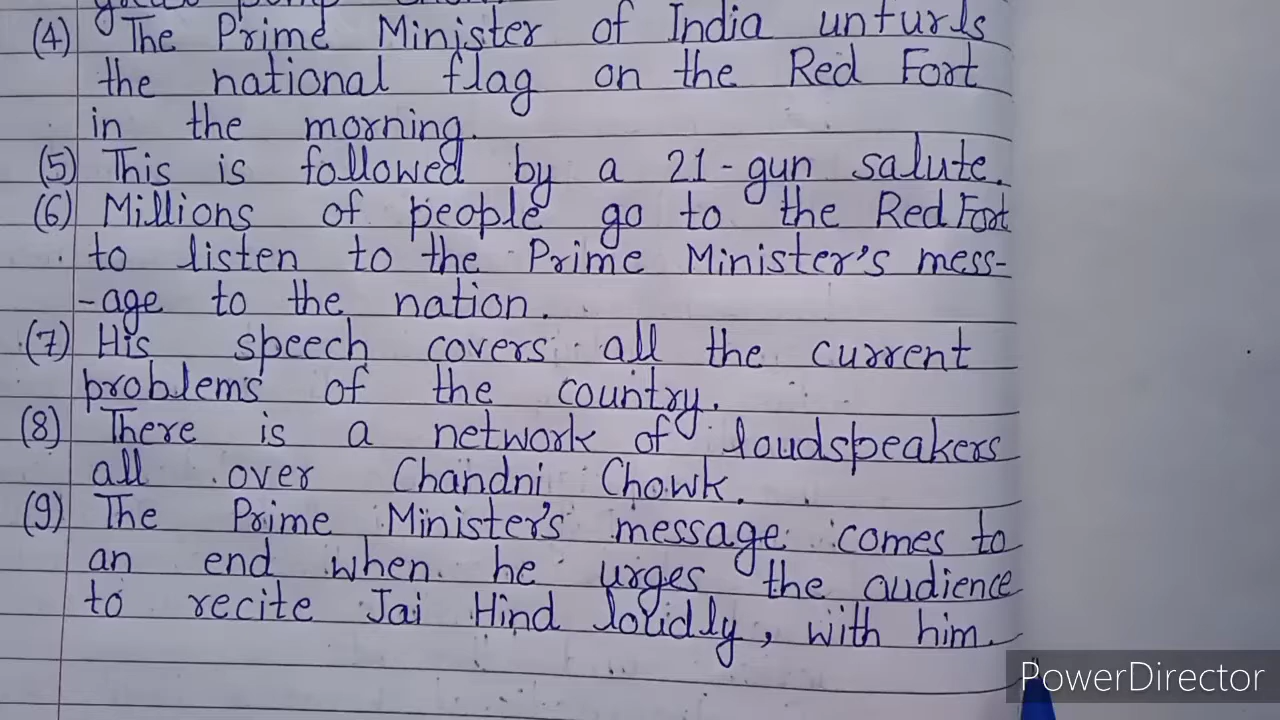 (4) The Prime Minister of India unfurls
the national flag on the Red Fort
in the morning.
(5) This is followed by a 21-gun salute.
(6) Millions of people go to the Red Fort
to listen to the Prime Minister's mess-
-age to the nation.
(7) His speech covers all the current
problems of the country.
(8) There is a network of loudspeakers
all over Chandni Chowk.
(9) The Prime Minister's message comes to
an end when he urges the audience
to recite Jai Hind loudly, with him.
PowerDirector